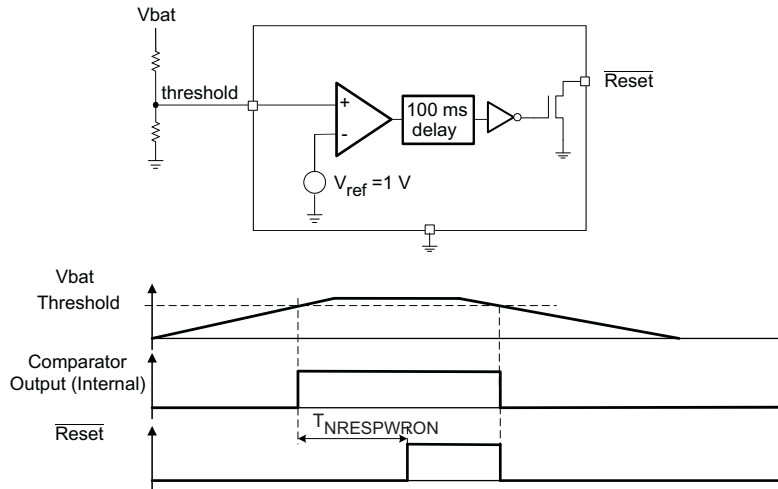 Vbat
threshold
+
-
100 ms
delay
Reset
Vref =1 V
Vbat
Threshold
Comparator
Output (Internal)
TNRESPWRON
Reset